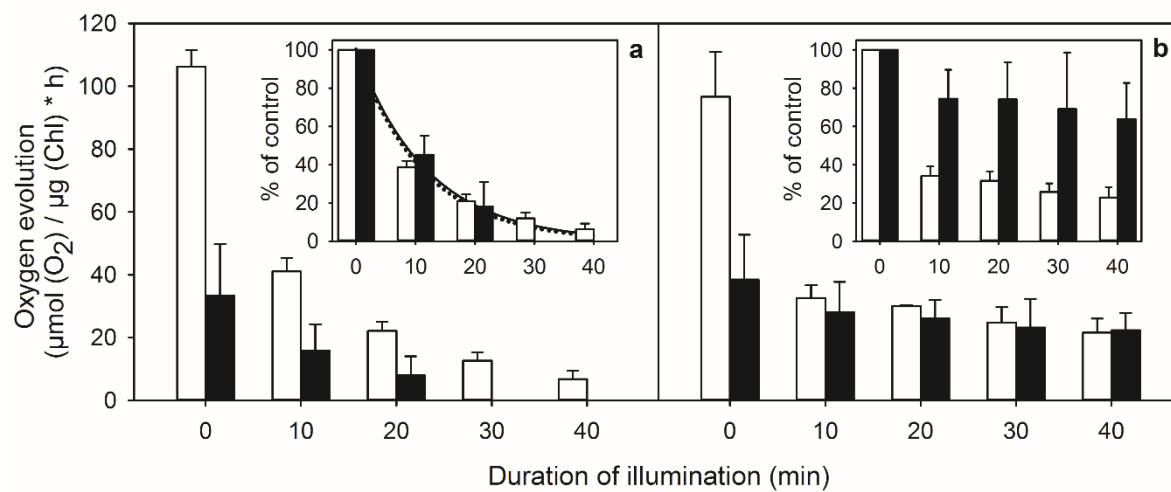 120
100
80
60
40
20
0
Oxygen evolution
(µmol (O2) / µg (Chl) * h)
100
80
60
40
20
0
% of control
a
0 10 20 30 40
100
80
60
40
20
0
% of control
b
0 10 20 30 40
0 10 20 30 40 0 10 20 30 40
Duration of illumination (min)